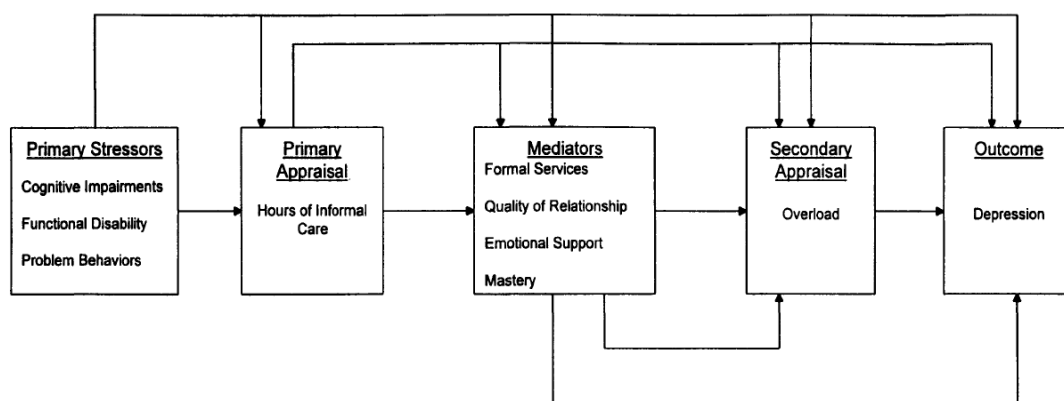 Primary Stressors
Cognitive Impairments
Functional Disability
Problem Behaviors
Primary
Appraisal
Hours of Informal
Care
Mediators
Formal Services
Quality of Relationship
Emotional Support
Mastery
Secondary
Appraisal
Overload
Outcome
Depression